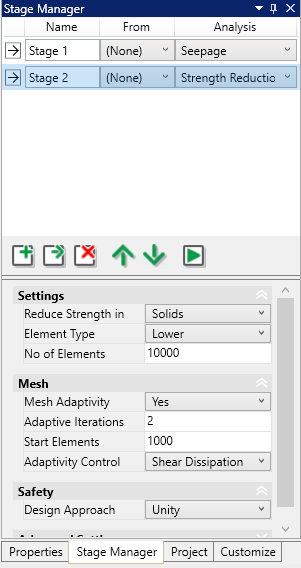 Stage Manager
Name From Analysis
Stage 1 (None) Seepage
Stage 2 (None) Strength Reductio
Settings
Reduce Strength in Solids
Element Type Lower
No of Elements 10000
Mesh
Mesh Adaptivity Yes
Adaptive Iterations 2
Start Elements 1000
Adaptivity Control Shear Dissipation
Safety
Design Approach Unity
Properties Stage Manager Project Customize